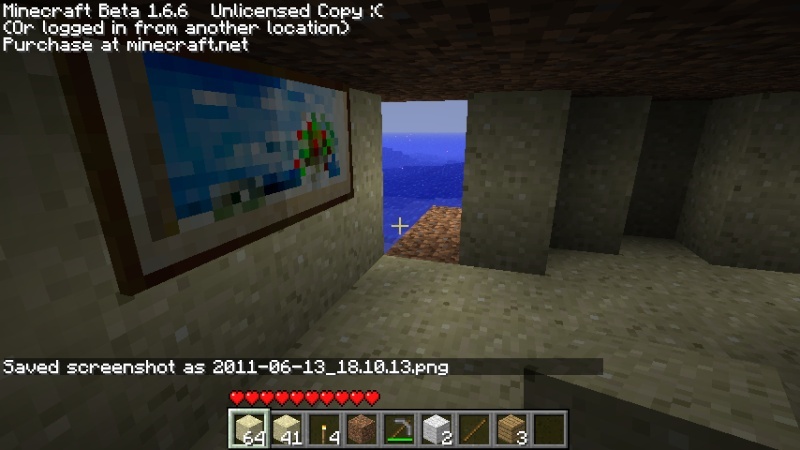 Minecraft Beta 1.6.6   Unlicensed Copy :(
(Or logged in from another location)
Purchase at minecraft.net
Saved screenshot as 2011-06-13_18.10.13.png
64 41 4 2 3